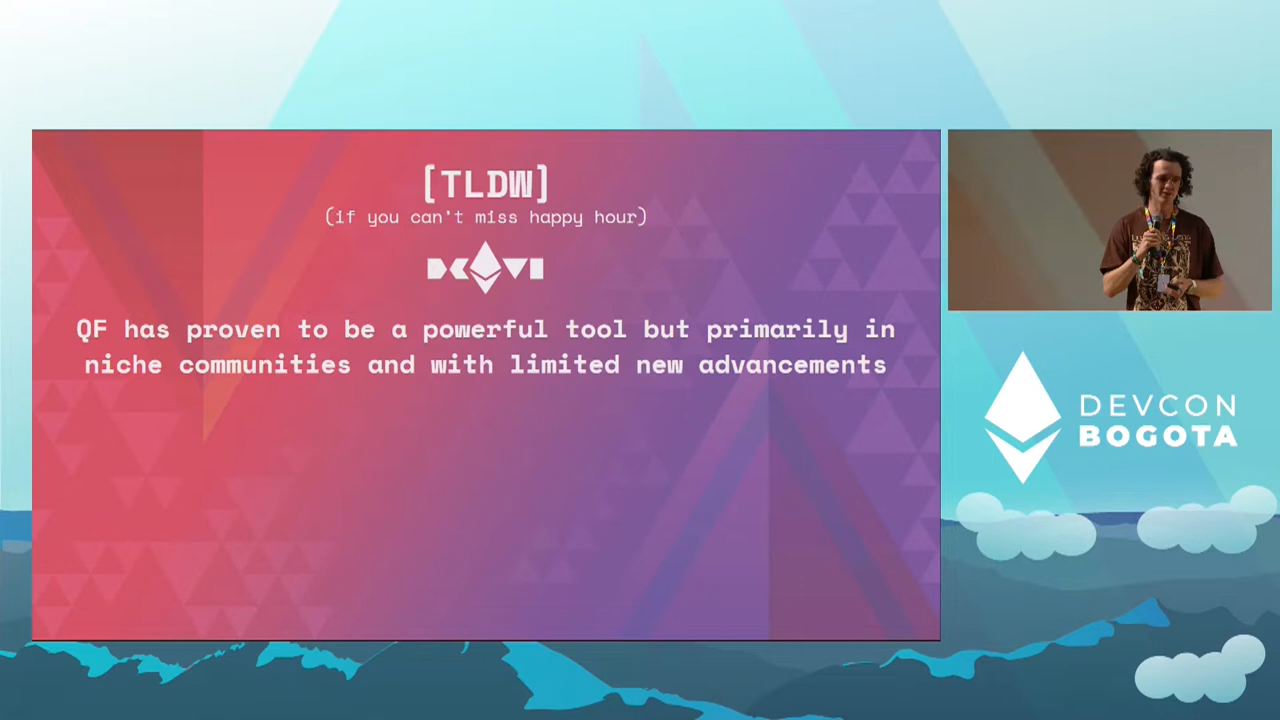 [TLDW]
(if you can't miss happy hour)
QF has proven to be a powerful tool but primarily in
niche communities and with limited new advancements
DEVCON
BOGOTA